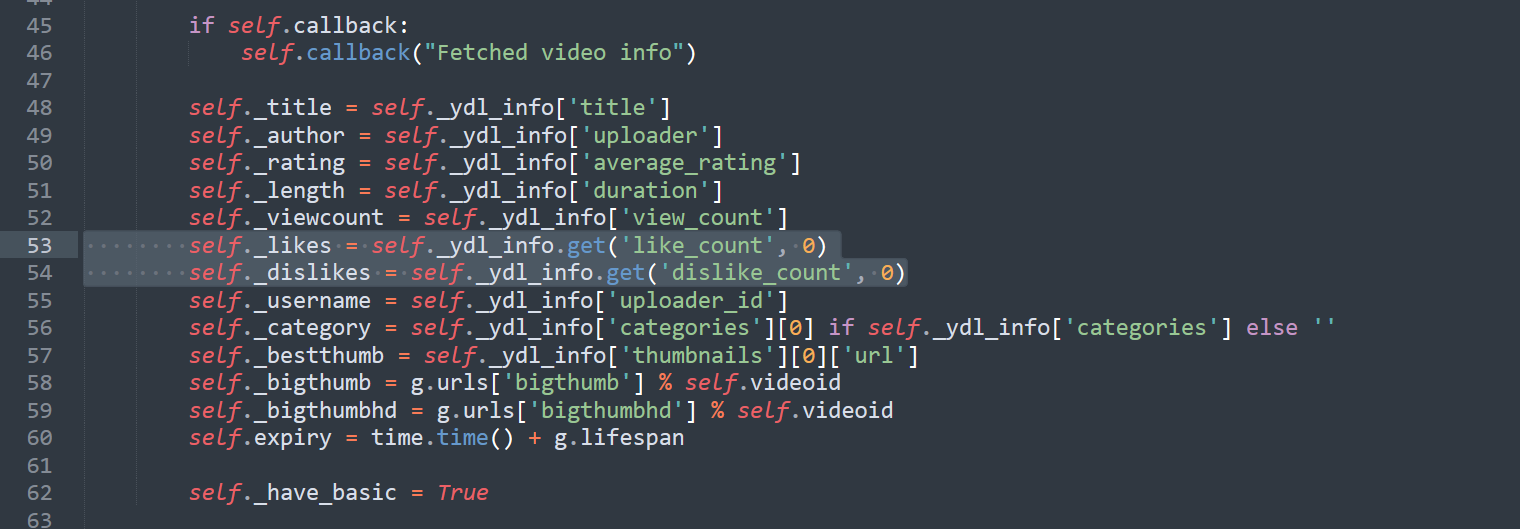 44
45 if self.callback:
46 self.callback("Fetched video info")
47
48 self._title = self._ydl_info['title']
49 self._author = self._ydl_info['uploader']
50 self._rating = self._ydl_info['average_rating']
51 self._length = self._ydl_info['duration']
52 self._viewcount = self._ydl_info['view_count']
53 self._likes = self._ydl_info.get('like_count', 0)
54 self._dislikes = self._ydl_info.get('dislike_count', 0)
55 self._username = self._ydl_info['uploader_id']
56 self._category = self._ydl_info['categories'][0] if self._ydl_info['categories'] else ''
57 self._bestthumb = self._ydl_info['thumbnails'][0]['url']
58 self._bigthumb = g.urls['bigthumb'] % self.videoid
59 self._bigthumbhd = g.urls['bigthumbhd'] % self.videoid
60 self.expiry = time.time() + g.lifespan
61
62 self._have_basic = True
63